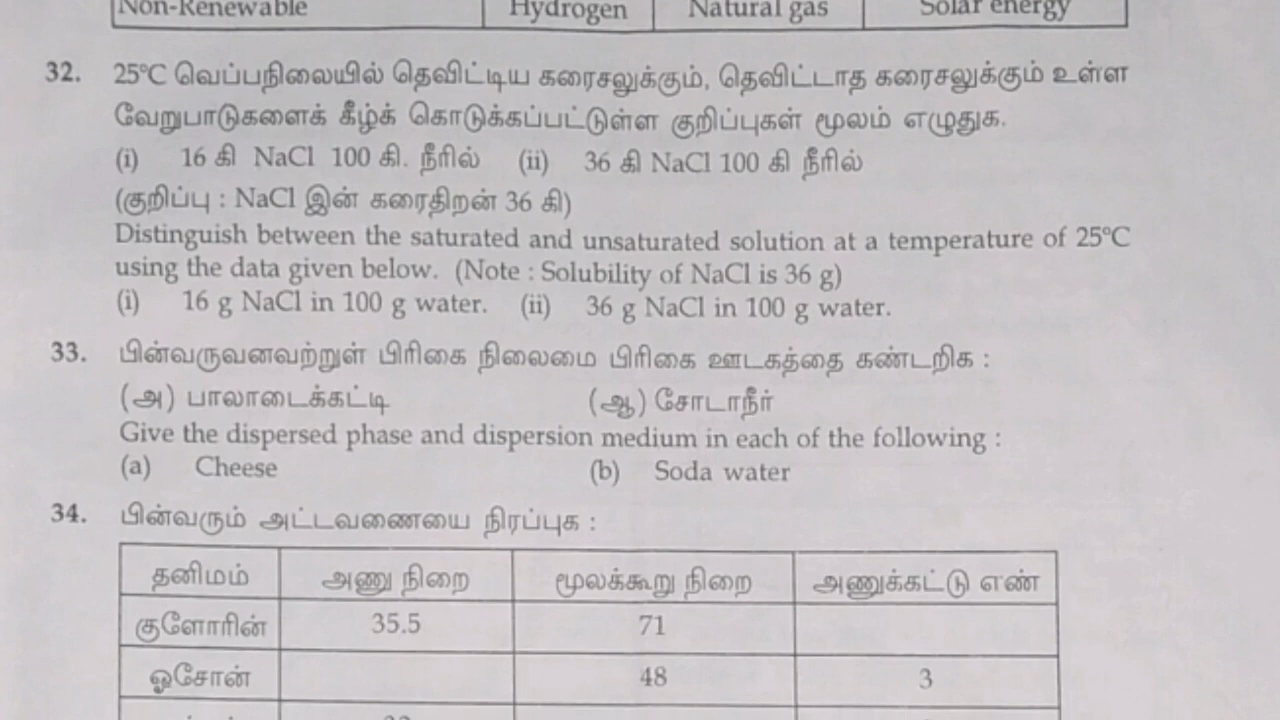 Non-Renewable Hydrogen Natural gas Solar energy
32. 25°C வெப்பநிலையில் தெவிட்டிய கரைசலுக்கும், தெவிட்டாத கரைசலுக்கும் உள்ள
வேறுபாடுகளைக் கீழ்க் கொடுக்கப்பட்டுள்ள குறிப்புகள் மூலம் எழுதுக.
(i) 16 கி NaCl 100 கி. நீரில் (ii) 36 கி NaCl 100 கி நீரில்
(குறிப்பு : NaCl இன் கரைதிறன் 36 கி)
Distinguish between the saturated and unsaturated solution at a temperature of 25°C
using the data given below. (Note : Solubility of NaCl is 36 g)
(i) 16 g NaCl in 100 g water. (ii) 36 g NaCl in 100 g water.
33. பின்வருவனவற்றுள் பிரிகை நிலைமை பிரிகை ஊடகத்தை கண்டறிக :
(அ) பாலாடைக்கட்டி (ஆ) சோடாநீர்
Give the dispersed phase and dispersion medium in each of the following :
(a) Cheese (b) Soda water
34. பின்வரும் அட்டவணையை நிரப்புக :
தனிமம் அணு நிறை மூலக்கூறு நிறை அணுக்கட்டு எண்
குளோரின் 35.5 71
ஓசோன் 48 3